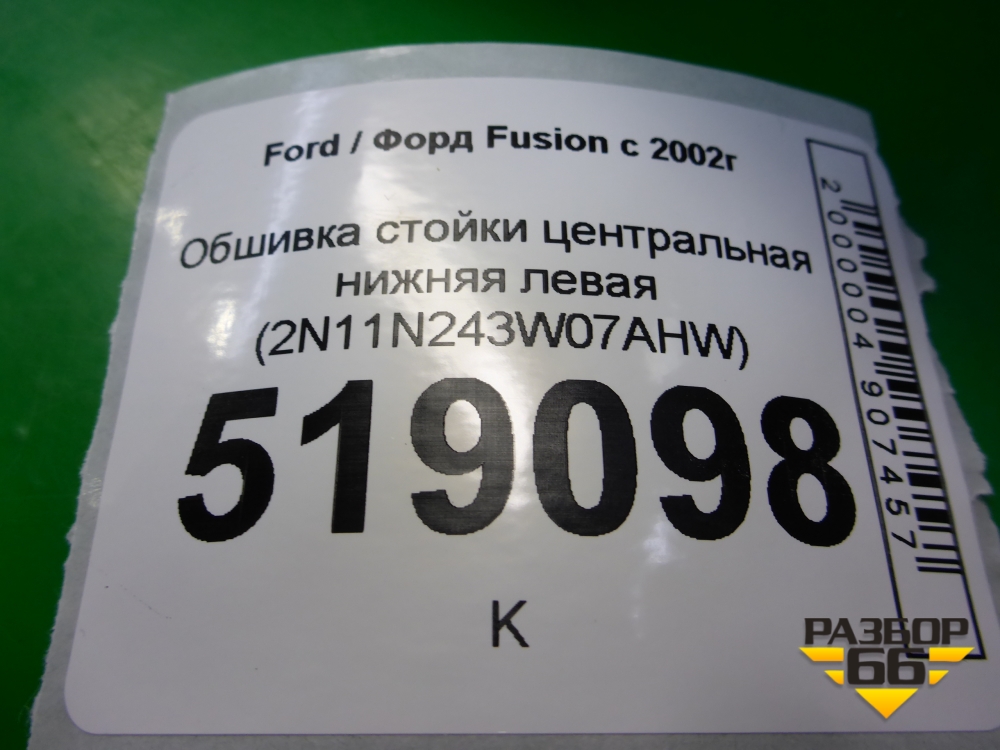 Ford / Форд Fusion с 2002г
Обшивка стойки центральная
нижняя левая
(2N11N243W07AHW)
519098
К
2000004907457
РАЗБОР
66